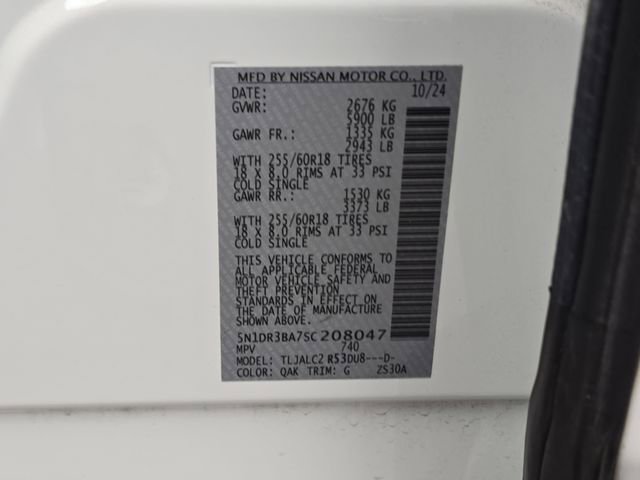 MFD BY NISSAN MOTOR CO., LTD.
DATE: 10/24
GVWR: 2676 KG
5900 LB
GAWR FR.: 1335 KG
2943 LB
WITH 255/60R18 TIRES
18 X 8.0 RIMS AT 33 PSI
COLD SINGLE
GAWR RR.: 1530 KG
3373 LB
WITH 255/60R18 TIRES
18 X 8.0 RIMS AT 33 PSI
COLD SINGLE
THIS VEHICLE CONFORMS TO
ALL APPLICABLE FEDERAL
MOTOR VEHICLE SAFETY AND
THEFT PREVENTION
STANDARDS IN EFFECT ON
THE DATE OF MANUFACTURE
SHOWN ABOVE.
5N1DR3BA7SC208047
MPV 740
MODEL: TLJALC2 R53DU8---D-
COLOR: QAK TRIM: G ZS30A